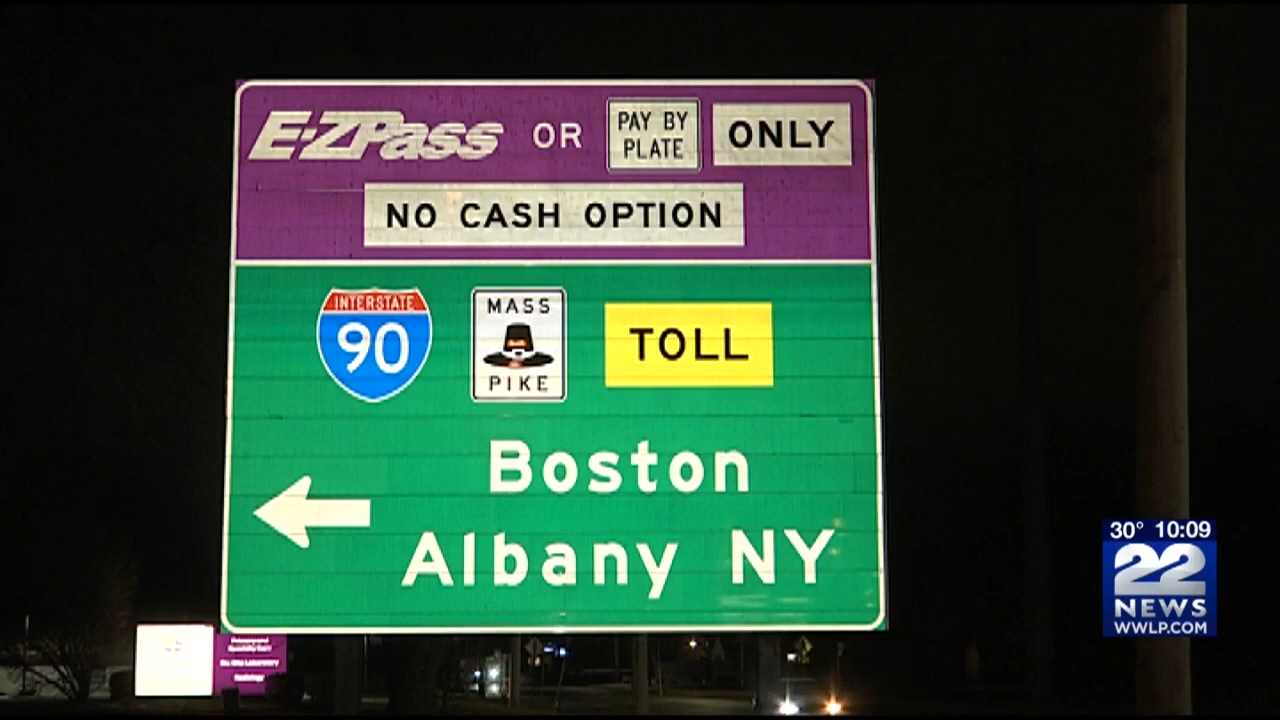 E-ZPass OR PAY BY PLATE ONLY
NO CASH OPTION
INTERSTATE 90
MASS PIKE
TOLL
Boston
Albany NY
30° 10:09
22
NEWS
WWLP.COM